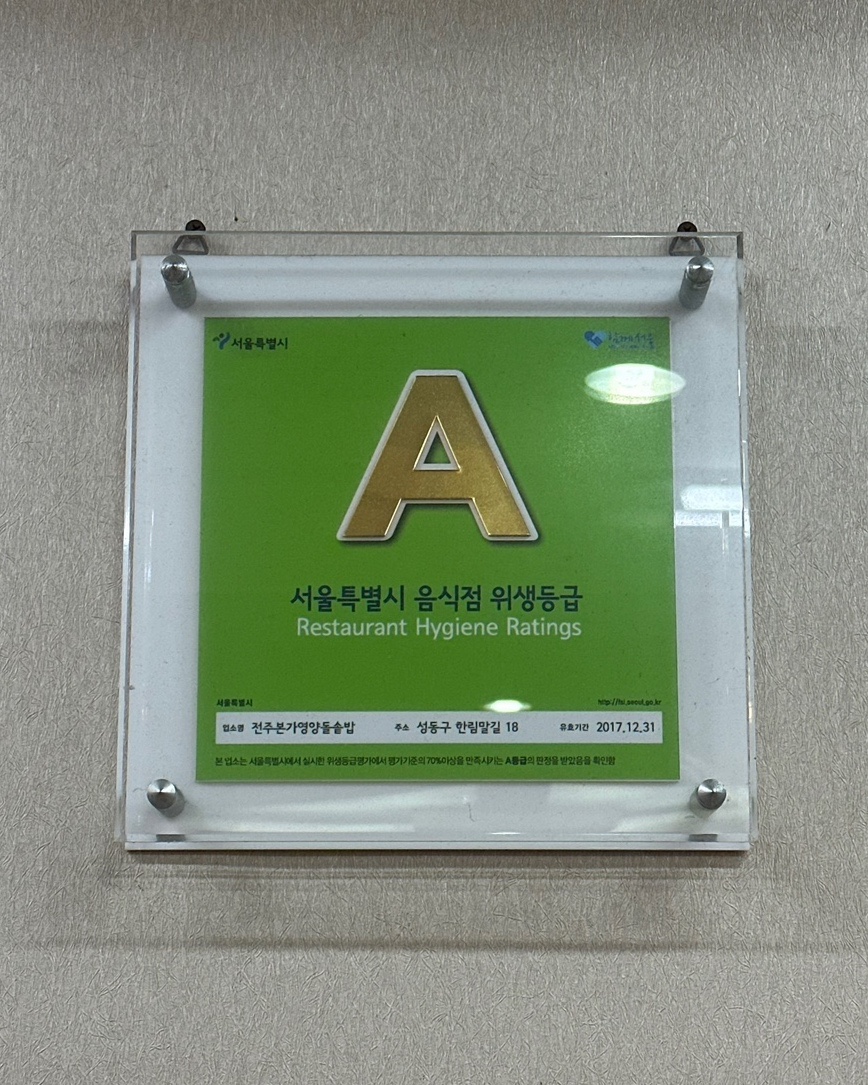 서울특별시
함께서울
A
서울특별시 음식점 위생등급
Restaurant Hygiene Ratings
서울특별시
http://fsi.seoul.go.kr
업소명 전주본가영양돌솥밥 주소 성동구 한림말길 18 유효기간 2017.12.31
본 업소는 서울특별시에서 실시한 위생등급평가에서 평가기준의 70%이상을 만족시키는 A등급의 판정을 받았음을 확인함